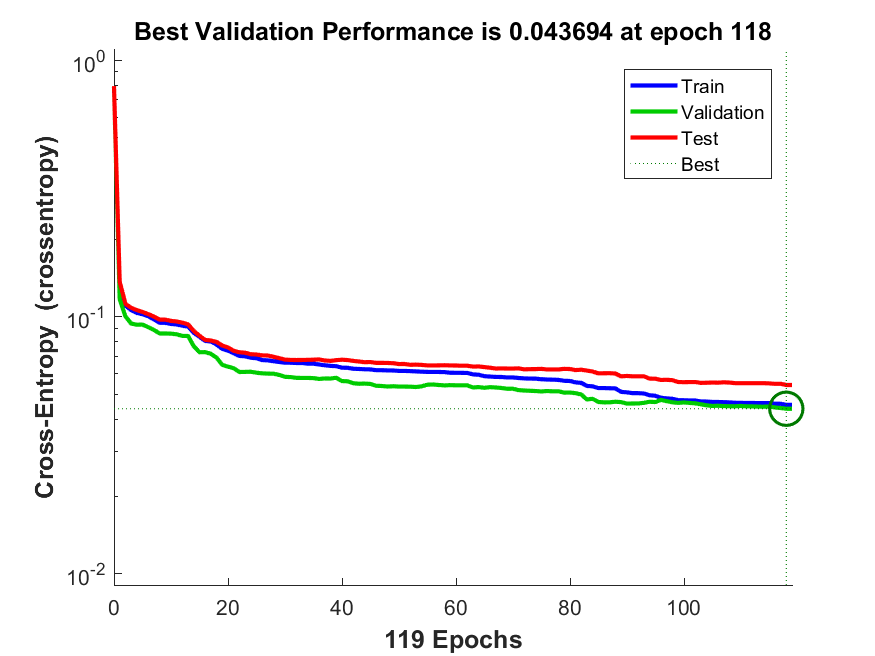 Best Validation Performance is 0.043694 at epoch 118
Cross-Entropy (crossentropy)
10^0
10^-1
10^-2
Train
Validation
Test
Best
0 20 40 60 80 100
119 Epochs